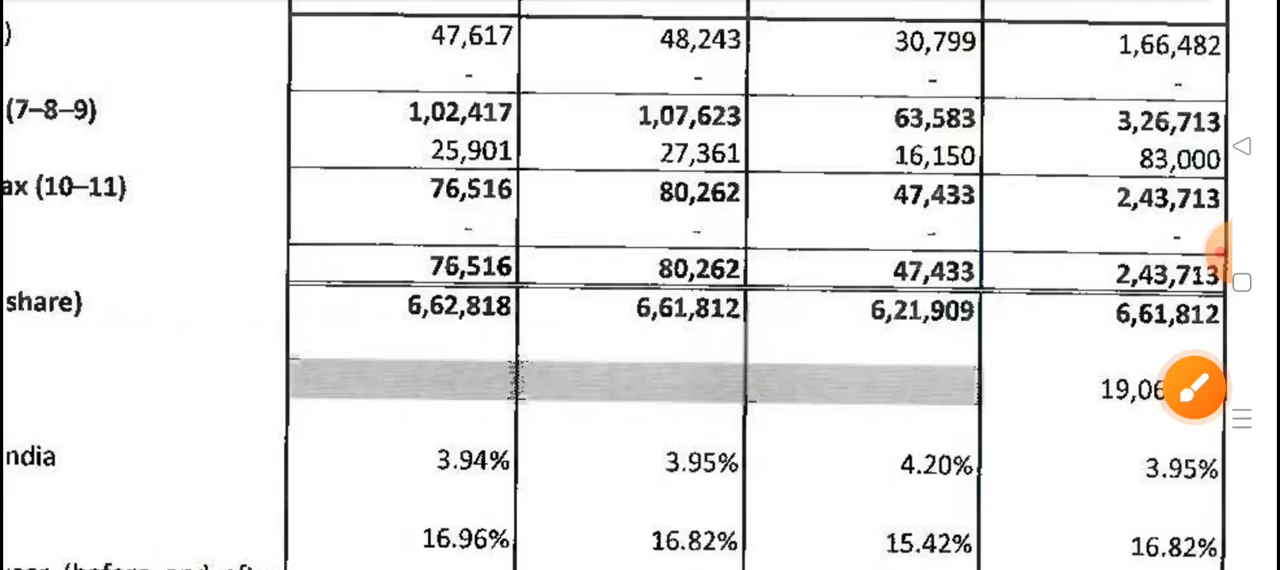 ) 47,617 48,243 30,799 1,66,482
- - - -
(7–8–9) 1,02,417 1,07,623 63,583 3,26,713
25,901 27,361 16,150 83,000
ax (10–11) 76,516 80,262 47,433 2,43,713
- - - -
76,516 80,262 47,433 2,43,713
share) 6,62,818 6,61,812 6,21,909 6,61,812
19,06
ndia 3.94% 3.95% 4.20% 3.95%
16.96% 16.82% 15.42% 16.82%